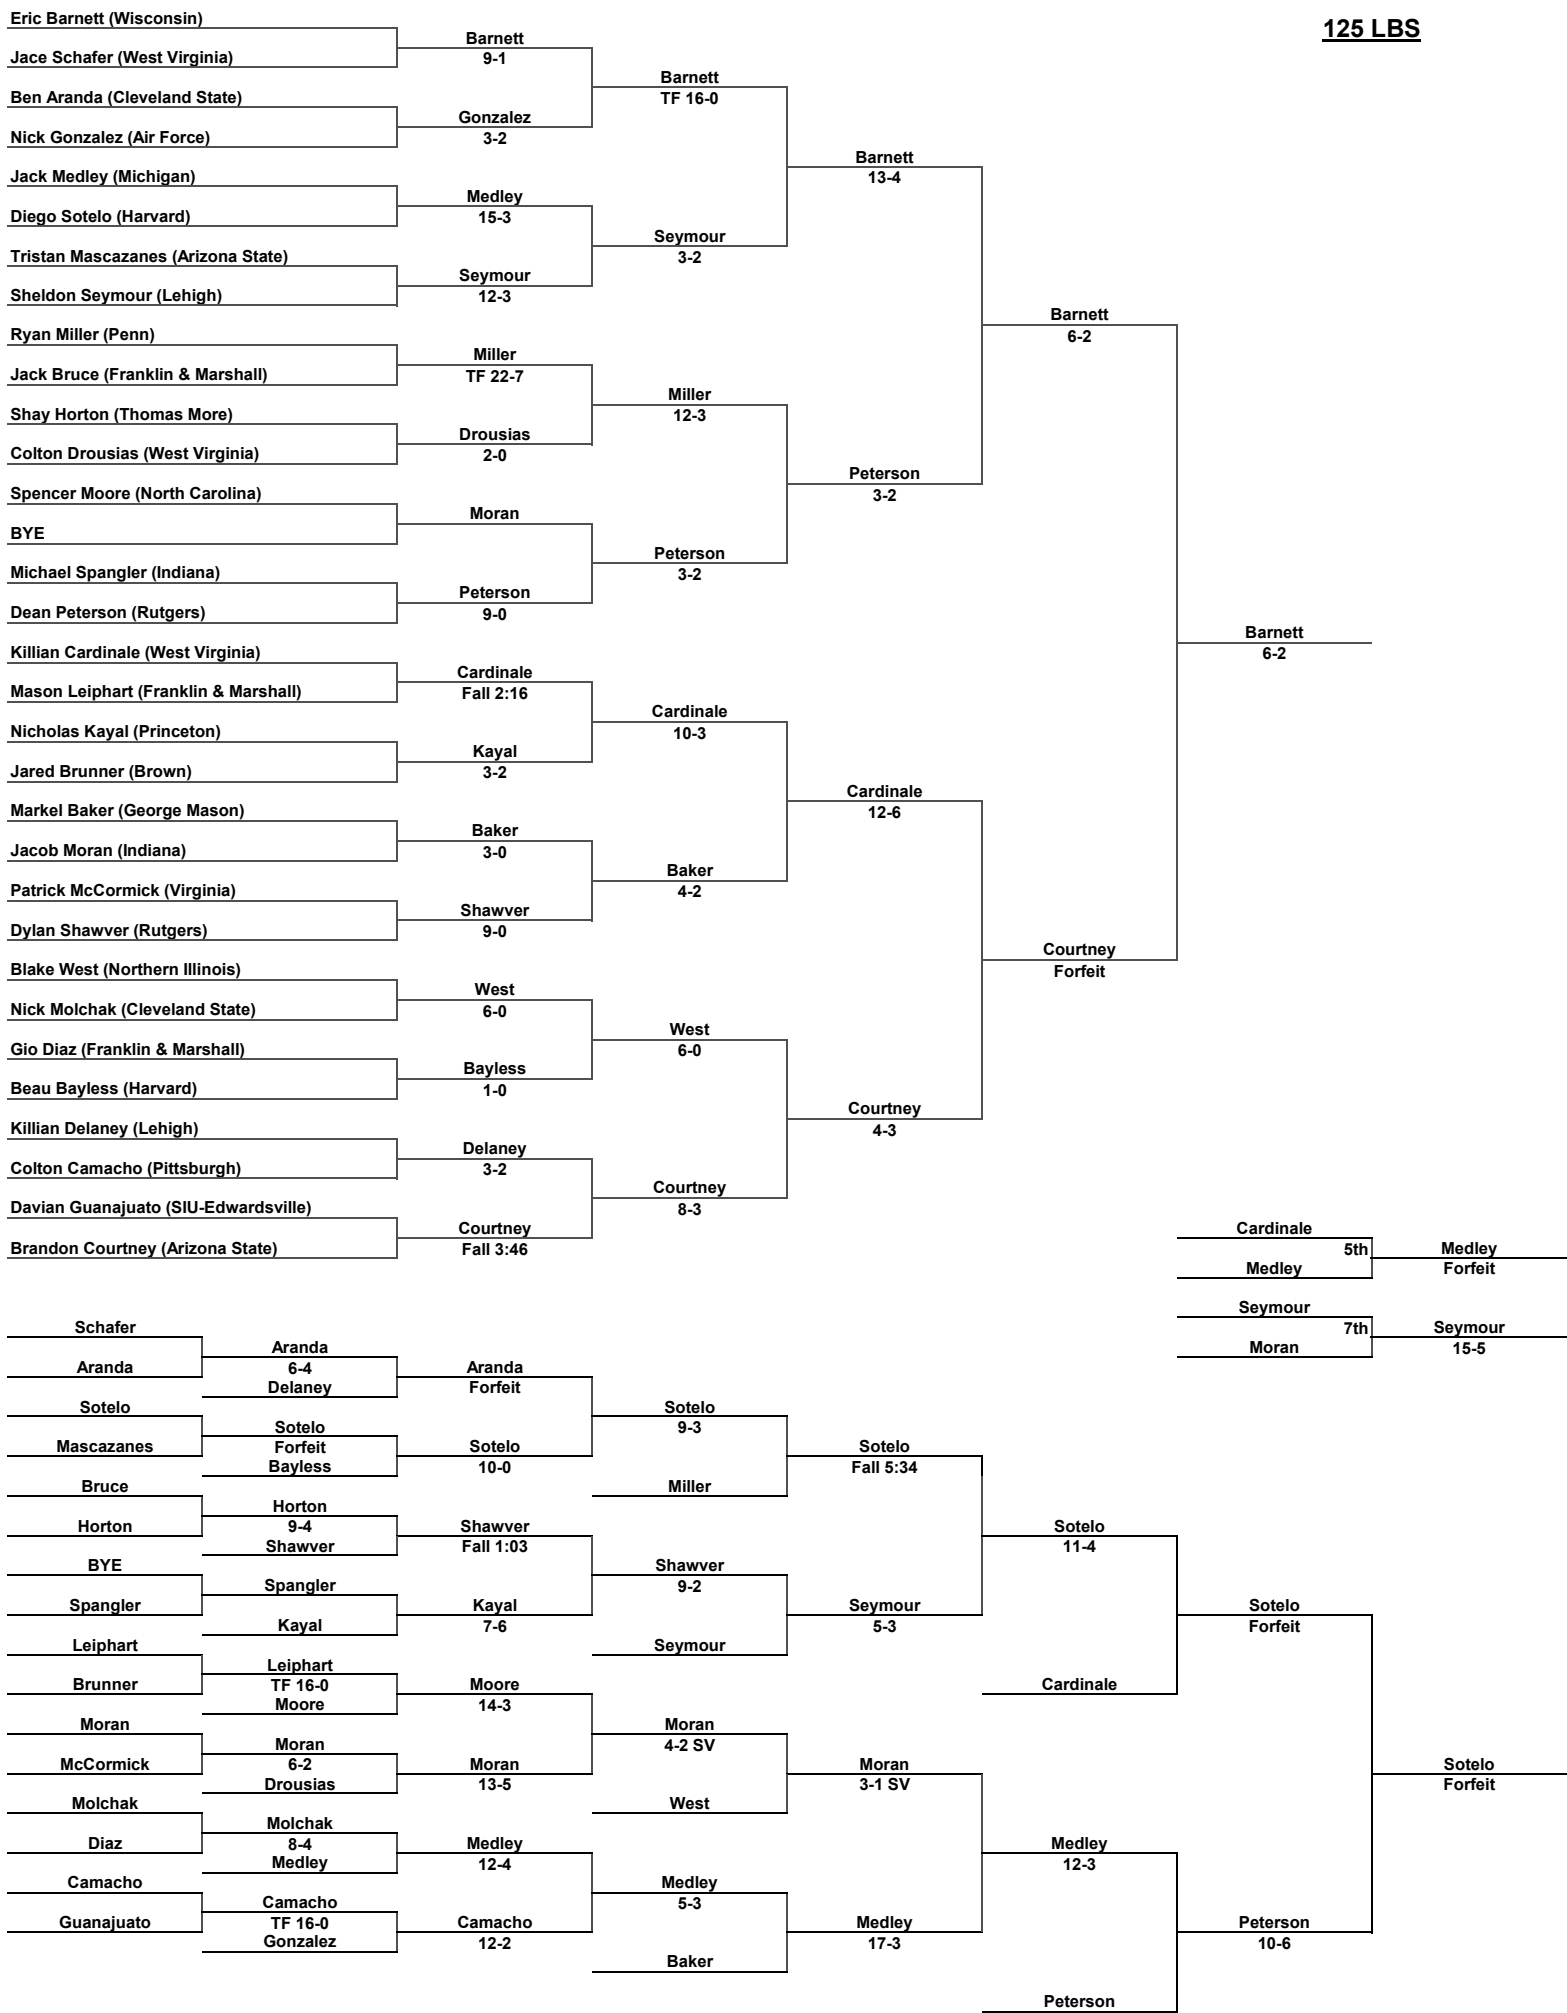 125 LBS
Eric Barnett (Wisconsin)
Barnett
Jace Schafer (West Virginia)
9-1
Barnett
Ben Aranda (Cleveland State)
TF 16-0
Gonzalez
Nick Gonzalez (Air Force)
3-2
Barnett
Jack Medley (Michigan)
13-4
Medley
Diego Sotelo (Harvard)
15-3
Seymour
Tristan Mascazanes (Arizona State)
3-2
Seymour
Sheldon Seymour (Lehigh)
12-3
Barnett
Ryan Miller (Penn)
6-2
Miller
Jack Bruce (Franklin & Marshall)
TF 22-7
Miller
Shay Horton (Thomas More)
12-3
Drousias
Colton Drousias (West Virginia)
2-0
Peterson
Spencer Moore (North Carolina)
3-2
Moran
BYE
Peterson
Michael Spangler (Indiana)
3-2
Peterson
Dean Peterson (Rutgers)
9-0
Barnett
Killian Cardinale (West Virginia)
6-2
Cardinale
Mason Leiphart (Franklin & Marshall)
Fall 2:16
Cardinale
Nicholas Kayal (Princeton)
10-3
Kayal
Jared Brunner (Brown)
3-2
Cardinale
Markel Baker (George Mason)
12-6
Baker
Jacob Moran (Indiana)
3-0
Baker
Patrick McCormick (Virginia)
4-2
Shawver
Dylan Shawver (Rutgers)
9-0
Courtney
Blake West (Northern Illinois)
Forfeit
West
Nick Molchak (Cleveland State)
6-0
West
Gio Diaz (Franklin & Marshall)
6-0
Bayless
Beau Bayless (Harvard)
1-0
Courtney
Killian Delaney (Lehigh)
4-3
Delaney
Colton Camacho (Pittsburgh)
3-2
Courtney
Davian Guanajuato (SIU-Edwardsville)
8-3
Courtney
Brandon Courtney (Arizona State)
Fall 3:46
Cardinale
5th
Medley
Medley
Forfeit
Seymour
7th
Seymour
Moran
15-5
Schafer
Aranda
Aranda
6-4
Aranda
Delaney
Forfeit
Sotelo
Sotelo
Sotelo
9-3
Mascazanes
Forfeit
Sotelo
Sotelo
Bayless
10-0
Fall 5:34
Bruce
Miller
Horton
Horton
9-4
Shawver
Sotelo
Shawver
Fall 1:03
11-4
BYE
Shawver
Spangler
9-2
Spangler
Kayal
Seymour
Sotelo
Kayal
7-6
5-3
Forfeit
Leiphart
Seymour
Leiphart
Brunner
TF 16-0
Moore
Cardinale
Moore
14-3
Moran
Moran
Moran
4-2 SV
McCormick
6-2
Moran
Moran
Sotelo
Drousias
13-5
3-1 SV
Forfeit
Molchak
West
Molchak
Diaz
8-4
Medley
Medley
Medley
12-4
12-3
Camacho
Medley
Camacho
5-3
Guanajuato
TF 16-0
Camacho
Medley
Peterson
Gonzalez
12-2
17-3
10-6
Baker
Peterson